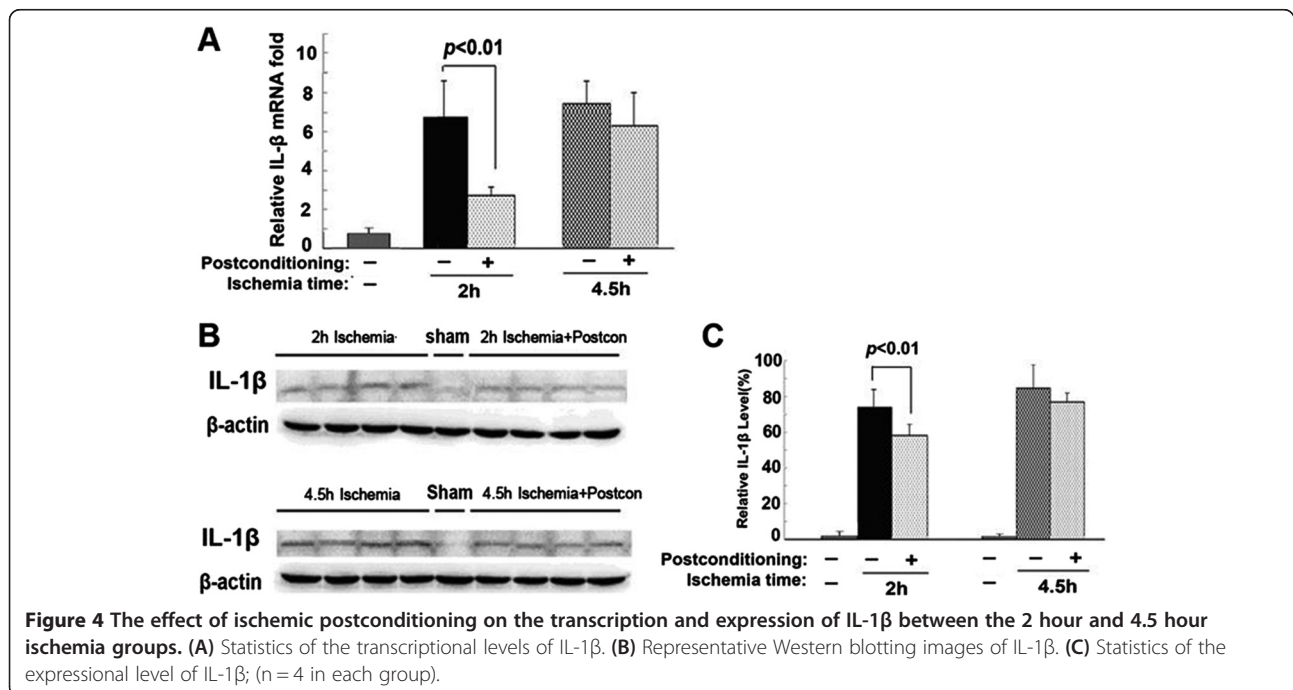 A
Relative IL-β mRNA fold
10
8
6
4
2
0
p<0.01
Postconditioning: − − + − +
Ischemia time: − 2h 4.5h
B
2h Ischemia sham 2h Ischemia+Postcon
IL-1β
β-actin
4.5h Ischemia Sham 4.5h Ischemia+Postcon
IL-1β
β-actin
C
Relative IL-1β Level(%)
100
80
60
40
20
0
p<0.01
Postconditioning: − − + − − +
Ischemia time: − 2h − 4.5h
Figure 4 The effect of ischemic postconditioning on the transcription and expression of IL-1β between the 2 hour and 4.5 hour
ischemia groups. (A) Statistics of the transcriptional levels of IL-1β. (B) Representative Western blotting images of IL-1β. (C) Statistics of the
expressional level of IL-1β; (n = 4 in each group).